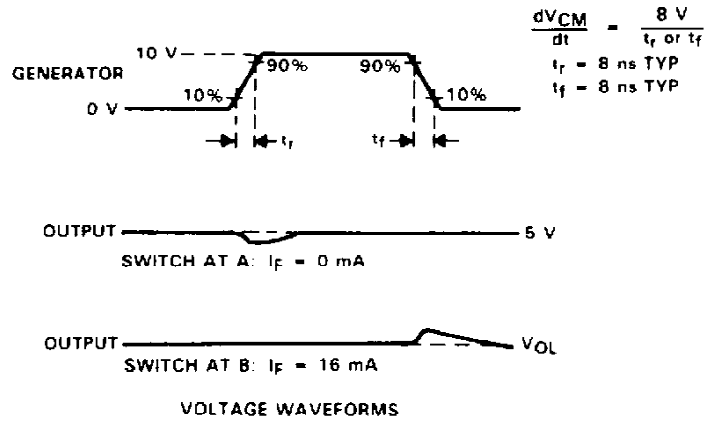 dV_CM / dt = 8 V / t_r or t_f
t_r = 8 ns TYP
t_f = 8 ns TYP
GENERATOR
10 V
0 V
10%
90%
90%
10%
t_r
t_f
OUTPUT
5 V
SWITCH AT A: I_F = 0 mA
OUTPUT
V_OL
SWITCH AT B: I_F = 16 mA
VOLTAGE WAVEFORMS